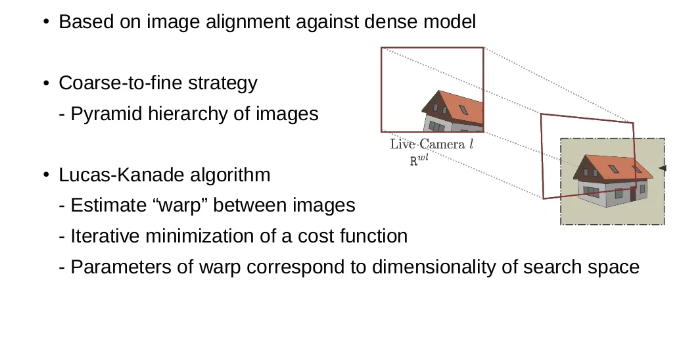 • Based on image alignment against dense model
• Coarse-to-fine strategy
- Pyramid hierarchy of images
Live Camera l
R^wl
• Lucas-Kanade algorithm
- Estimate “warp” between images
- Iterative minimization of a cost function
- Parameters of warp correspond to dimensionality of search space